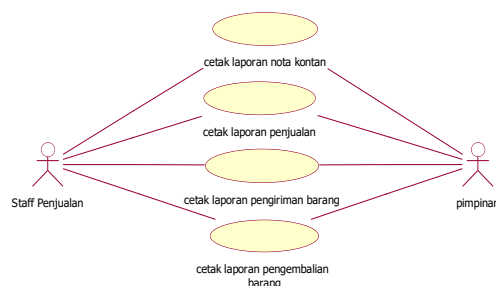 cetak laporan nota kontan
cetak laporan penjualan
Staff Penjualan
cetak laporan pengiriman barang
pimpinan
cetak laporan pengembalian
barang